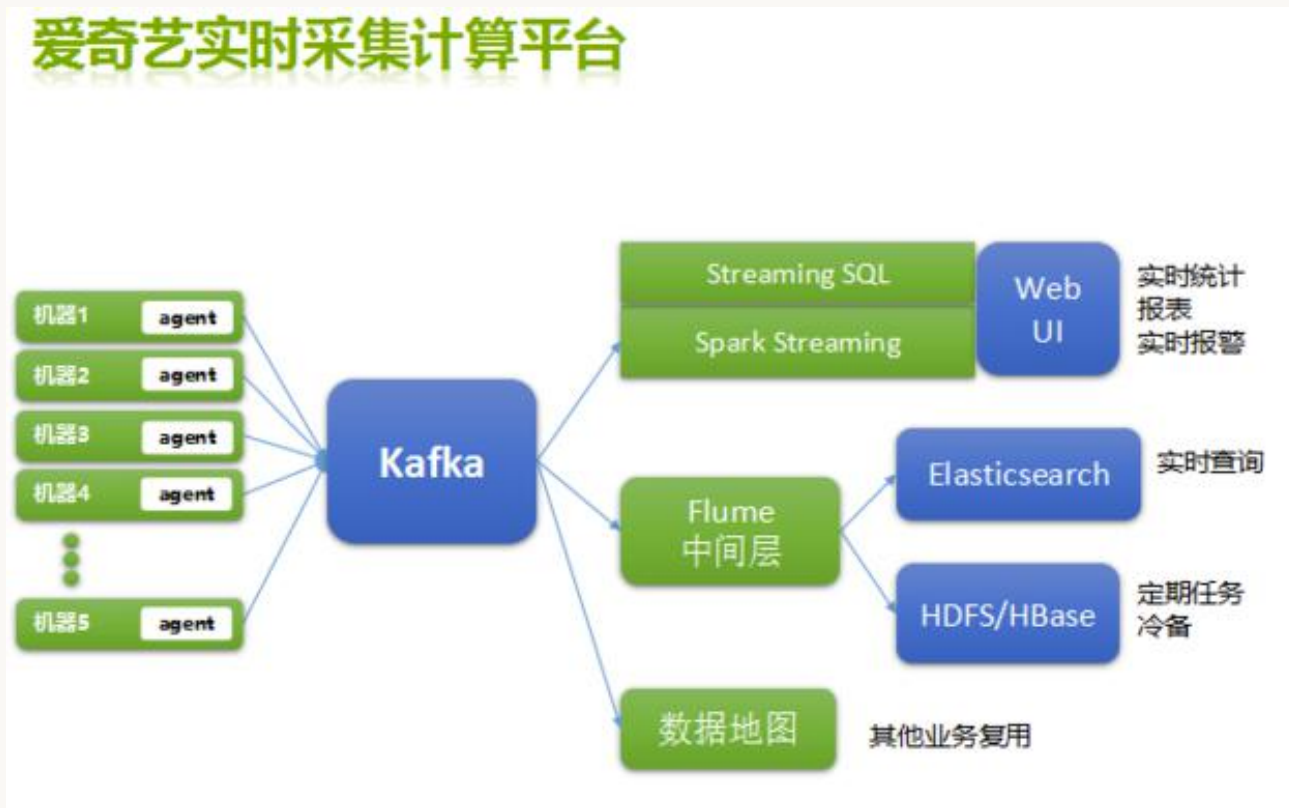 爱奇艺实时采集计算平台
机器1 agent
机器2 agent
机器3 agent
机器4 agent
机器5 agent
Kafka
Streaming SQL
Spark Streaming
Web
UI
实时统计
报表
实时报警
Flume
中间层
Elasticsearch
实时查询
HDFS/HBase
定期任务
冷备
数据地图
其他业务复用